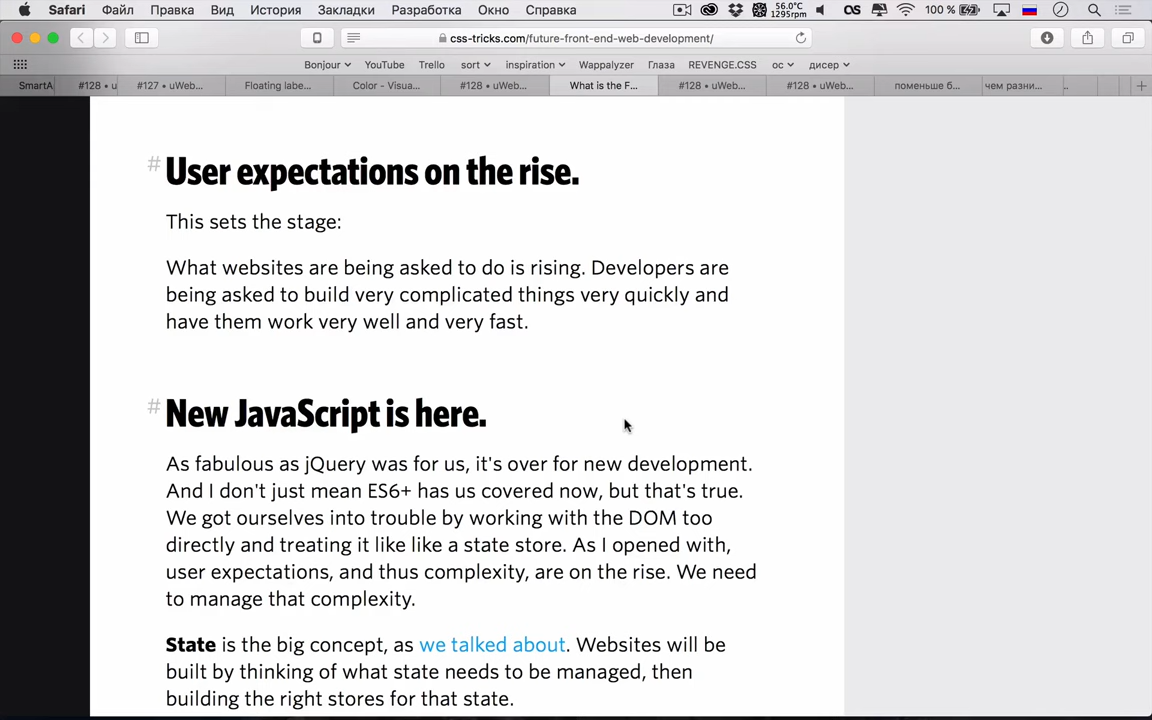 Safari Файл Правка Вид История Закладки Разработка Окно Справка 56.0°C 1295rpm 100 %
css-tricks.com/future-front-end-web-development/
Bonjour YouTube Trello sort inspiration Wappalyzer Глаза REVENGE.CSS ос дисер
SmartA #128 • u #127 • uWeb... Floating labe... Color - Visua... #128 • uWeb... What is the F... #128 • uWeb... #128 • uWeb... поменьше б... чем разни... ..
# User expectations on the rise.
This sets the stage:
What websites are being asked to do is rising. Developers are
being asked to build very complicated things very quickly and
have them work very well and very fast.
# New JavaScript is here.
As fabulous as jQuery was for us, it's over for new development.
And I don't just mean ES6+ has us covered now, but that's true.
We got ourselves into trouble by working with the DOM too
directly and treating it like like a state store. As I opened with,
user expectations, and thus complexity, are on the rise. We need
to manage that complexity.
State is the big concept, as we talked about. Websites will be
built by thinking of what state needs to be managed, then
building the right stores for that state.